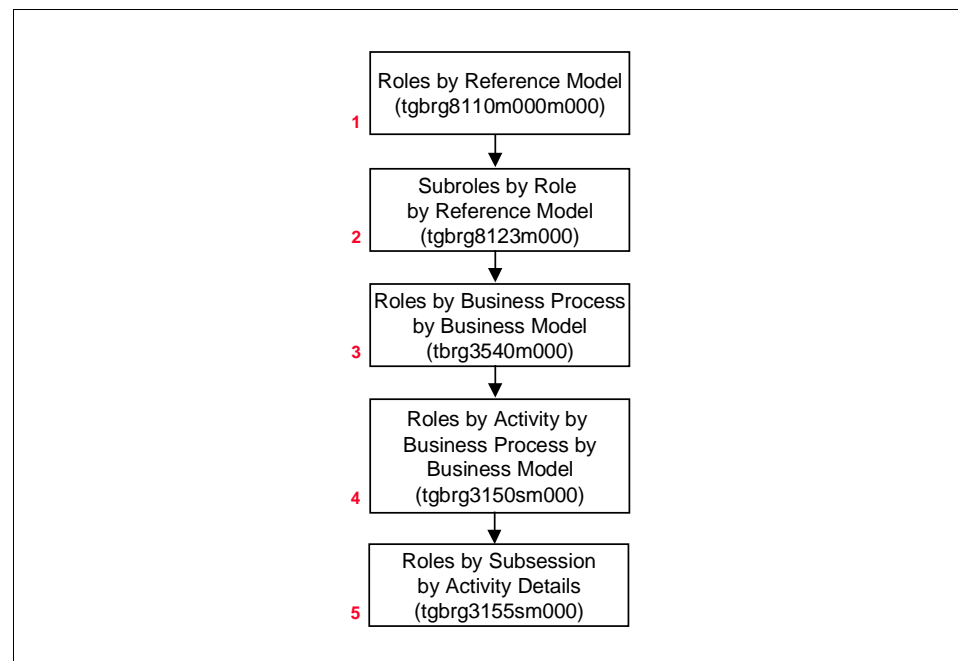 Roles by Reference Model
(tgbrg8110m000m000)
1
Subroles by Role
by Reference Model
(tgbrg8123m000)
2
Roles by Business Process
by Business Model
(tbrg3540m000)
3
Roles by Activity by
Business Process by
Business Model
(tgbrg3150sm000)
4
Roles by Subsession
by Activity Details
(tgbrg3155sm000)
5